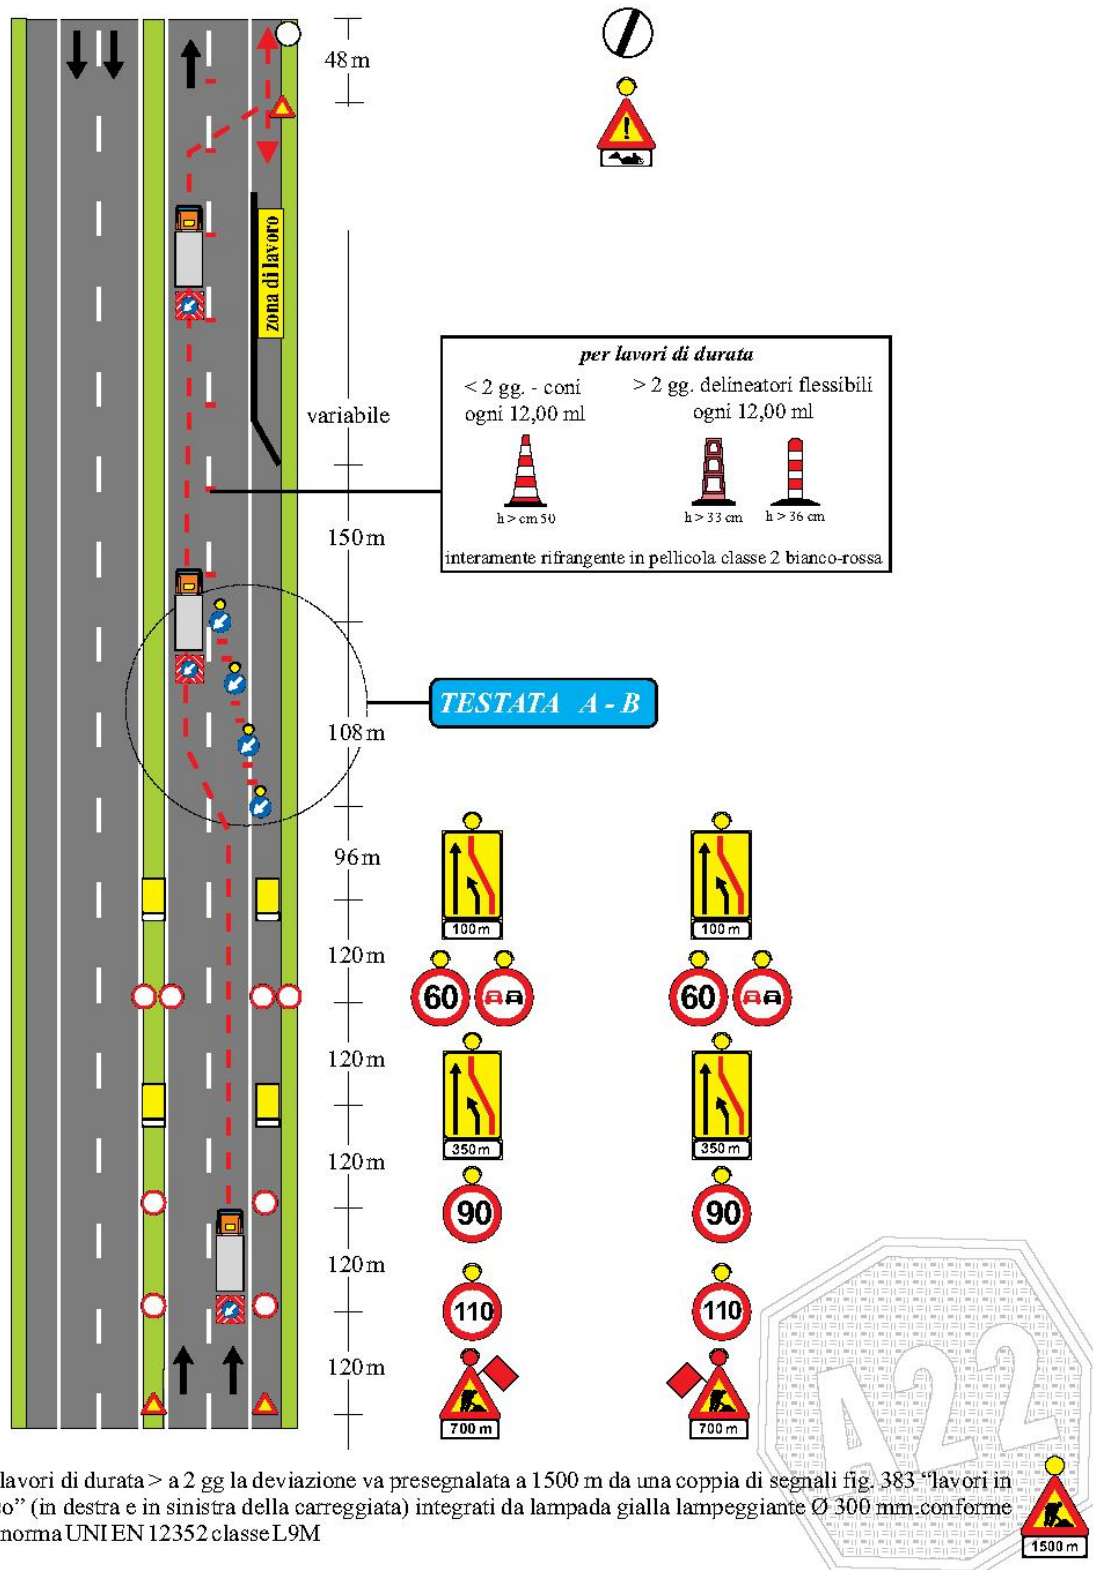 48 m
zona di lavoro
per lavori di durata
< 2 gg. - coni
ogni 12,00 ml
> 2 gg. delineatori flessibili
ogni 12,00 ml
h > cm 50
h > 33 cm
h > 36 cm
interamente rifrangente in pellicola classe 2 bianco-rossa
variabile
150 m
TESTATA A - B
108 m
96 m
100 m
100 m
120 m
60
60
120 m
350 m
350 m
120 m
90
90
120 m
110
110
120 m
700 m
700 m
A22
lavori di durata > a 2 gg la deviazione va presegnalata a 1500 m da una coppia di segnali fig. 383 “lavori in
so” (in destra e in sinistra della carreggiata) integrati da lampada gialla lampeggiante Ø 300 mm conforme
norma UNI EN 12352 classe L9M
1500 m